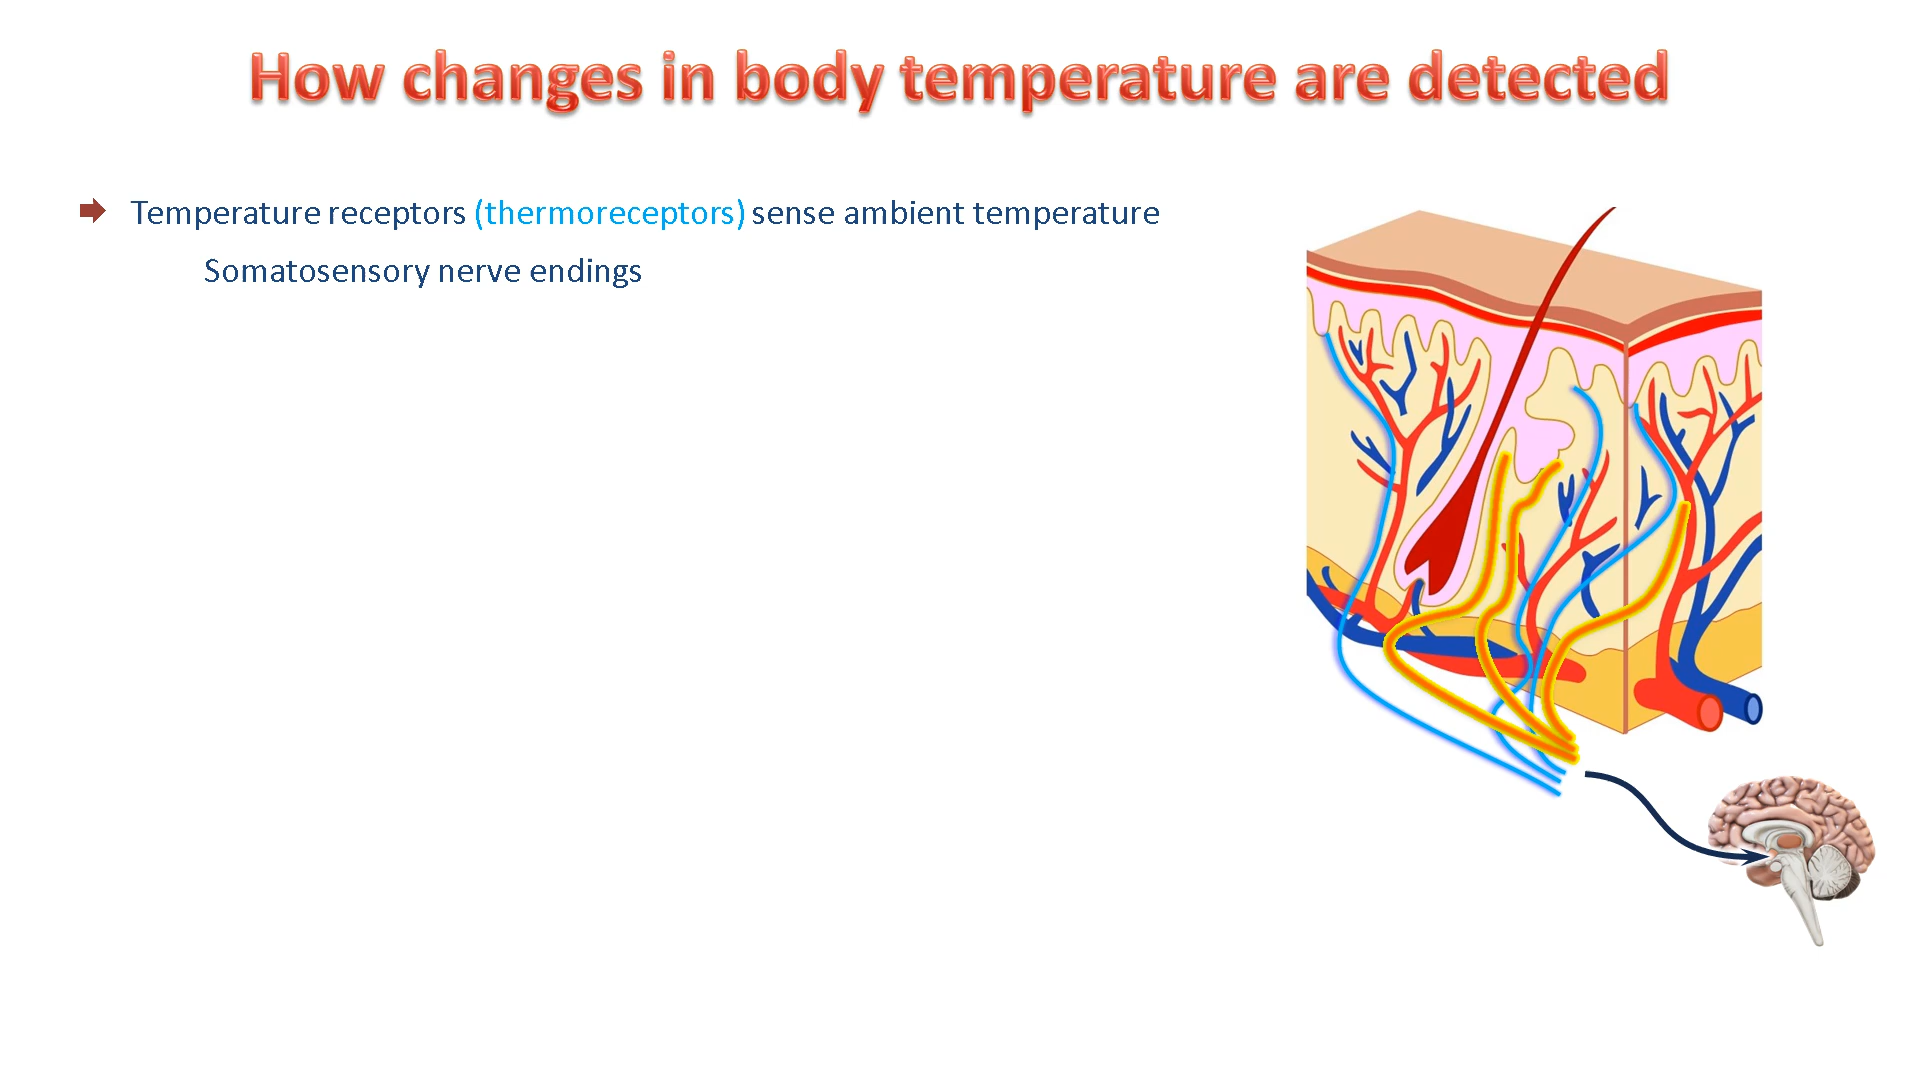 How changes in body temperature are detected
Temperature receptors (thermoreceptors) sense ambient temperature
Somatosensory nerve endings